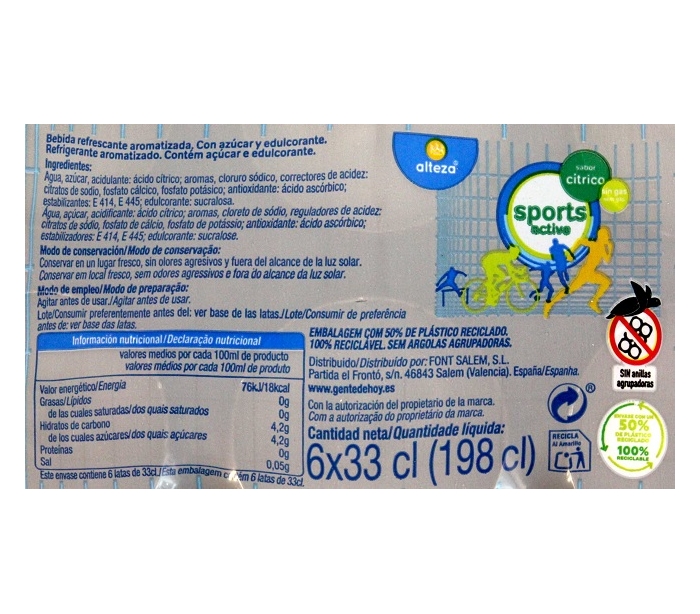 Bebida refrescante aromatizada, Con azúcar y edulcorante.
Refrigerante aromatizado. Contém açúcar e edulcorante.
Ingredientes:
Agua, azúcar, acidulante: ácido cítrico; aromas, cloruro sódico, correctores de acidez:
citratos de sodio, fosfato cálcico, fosfato potásico; antioxidante: ácido ascórbico;
estabilizantes: E 414, E 445; edulcorante: sucralosa.
Água, açúcar, acidificante: ácido cítrico; aromas, cloreto de sódio, reguladores de acidez:
citratos de sódio, fosfato de cálcio, fosfato de potássio; antioxidante: ácido ascórbico;
estabilizadores: E 414, E 445; edulcorante: sucralose.
Modo de conservación/Modo de conservação:
Conservar en un lugar fresco, sin olores agresivos y fuera del alcance de la luz solar.
Conservar em local fresco, sem odores agressivos e fora do alcance da luz solar.
Modo de empleo/Modo de preparação:
Agitar antes de usar./Agitar antes de usar.
Lote/Consumir preferentemente antes del: ver base de las latas./Lote/Consumir de preferência
antes de: ver base das latas.
Información nutricional/Declaração nutricional
valores medios por cada 100ml de producto
valores médios por cada 100ml de produto
Valor energético/Energia 76kJ/18kcal
Grasas/Lípidos 0g
de las cuales saturadas/dos quais saturados 0g
Hidratos de carbono 4,2g
de los cuales azúcares/dos quais açúcares 4,2g
Proteínas 0g
Sal 0,05g
Este envase contiene 6 latas de 33cl./Esta embalagem contém 6 latas de 33cl.
alteza®
sabor
cítrico
sin gas
sem gás
sports
active
EMBALAGEM COM 50% DE PLÁSTICO RECICLADO.
100% RECICLÁVEL. SEM ARGOLAS AGRUPADORAS.
Distribuido/Distribuído por: FONT SALEM, S.L.
Partida el Frontó, s/n. 46843 Salem (Valencia). España/Espanha.
www.gentedehoy.es
Con la autorización del propietario de la marca.
Com a autorização do proprietário da marca.
Cantidad neta/Quantidade líquida:
6x33 cl (198 cl)
®
RECICLA
Al Amarillo
SIN anillas
agrupadoras
ENVASE CON UN
50%
DE PLÁSTICO
RECICLADO
100%
RECICLABLE